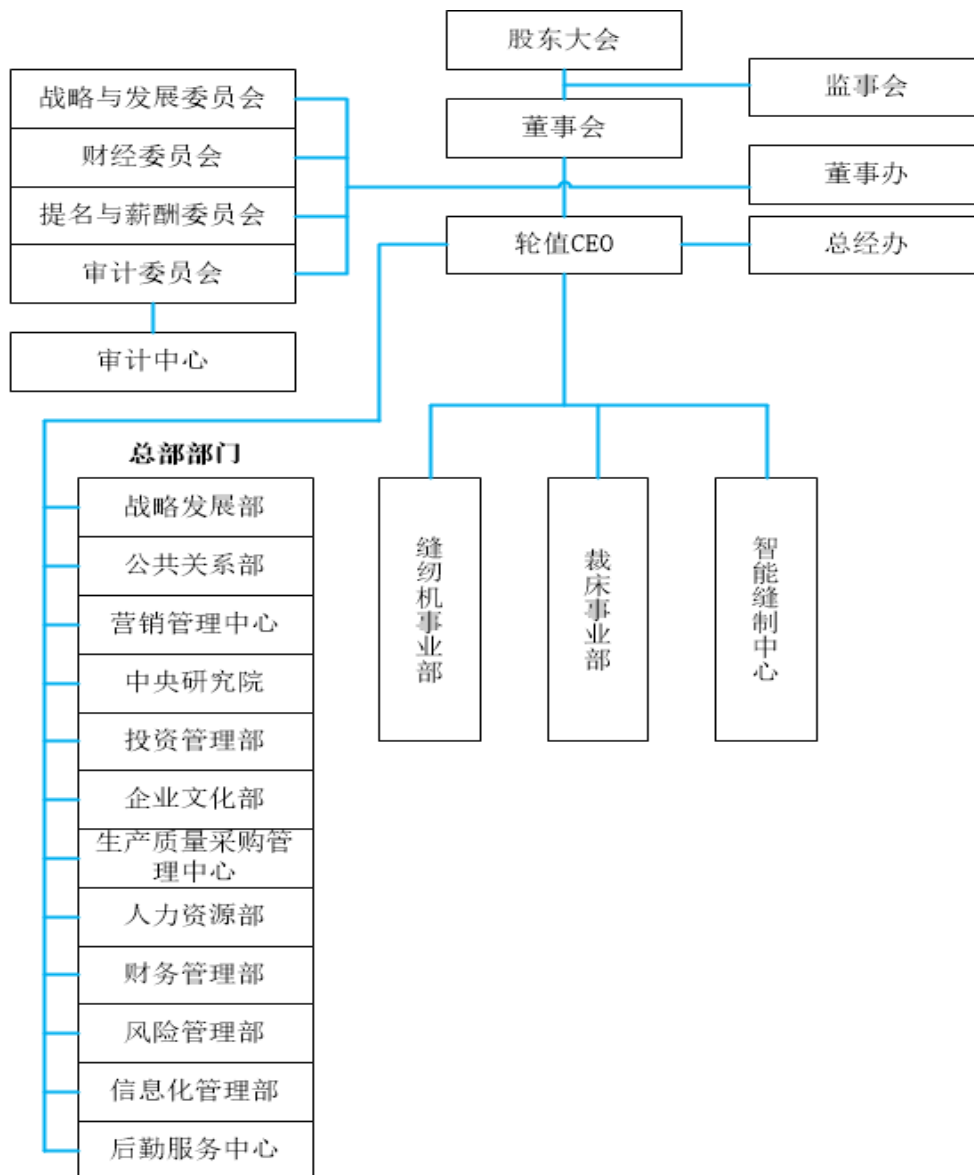 股东大会
监事会
战略与发展委员会
董事会
财经委员会
董事办
提名与薪酬委员会
轮值CEO
总经办
审计委员会
审计中心
总部部门
战略发展部
公共关系部
营销管理中心
中央研究院
投资管理部
企业文化部
生产质量采购管
理中心
人力资源部
财务管理部
风险管理部
信息化管理部
后勤服务中心
缝纫机事业部
裁床事业部
智能缝制中心